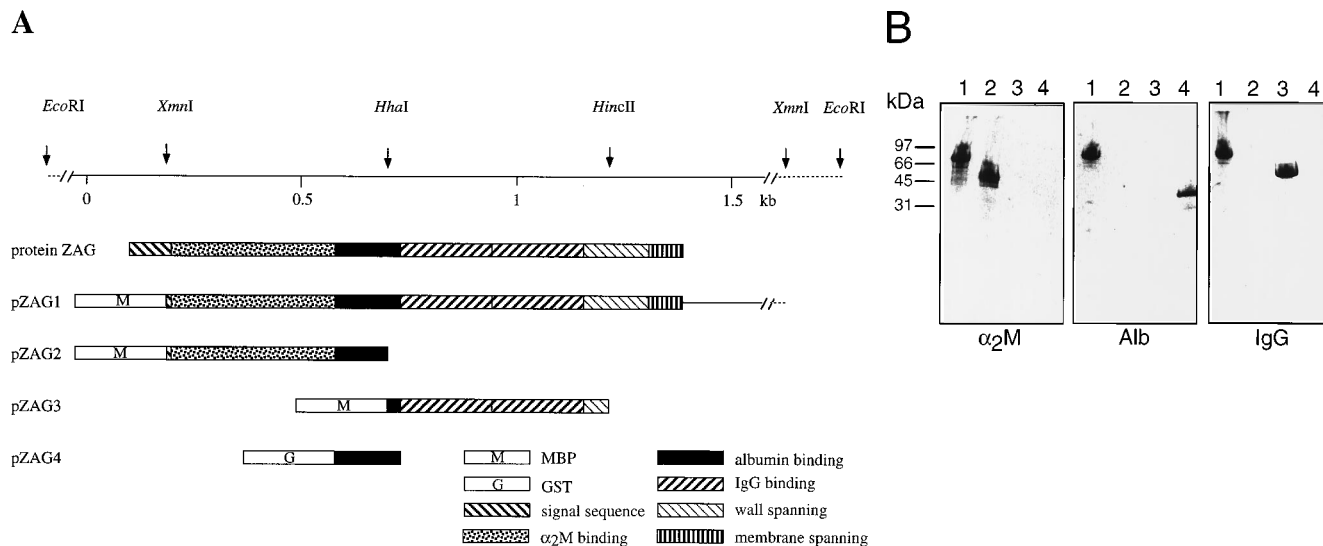 A
EcoRI XmnI HhaI HincII XmnI EcoRI
0 0.5 1 1.5 kb
protein ZAG
pZAG1 M
pZAG2 M
pZAG3 M
pZAG4 G
M MBP
G GST
signal sequence
α2M binding
albumin binding
IgG binding
wall spanning
membrane spanning
B
1 2 3 4 1 2 3 4 1 2 3 4
kDa
97
66
45
31
α2M Alb IgG